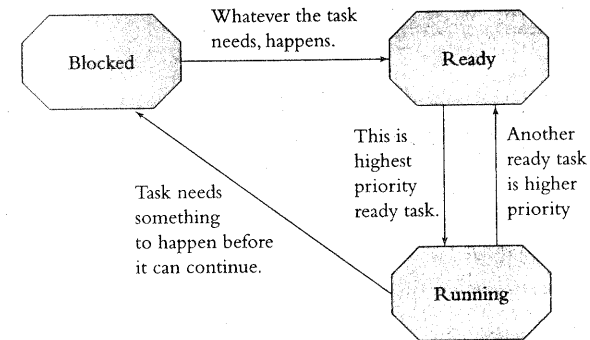 Whatever the task
needs, happens.
Blocked
Ready
This is
highest
priority
ready task.
Another
ready task
is higher
priority
Task needs
something
to happen before
it can continue.
Running